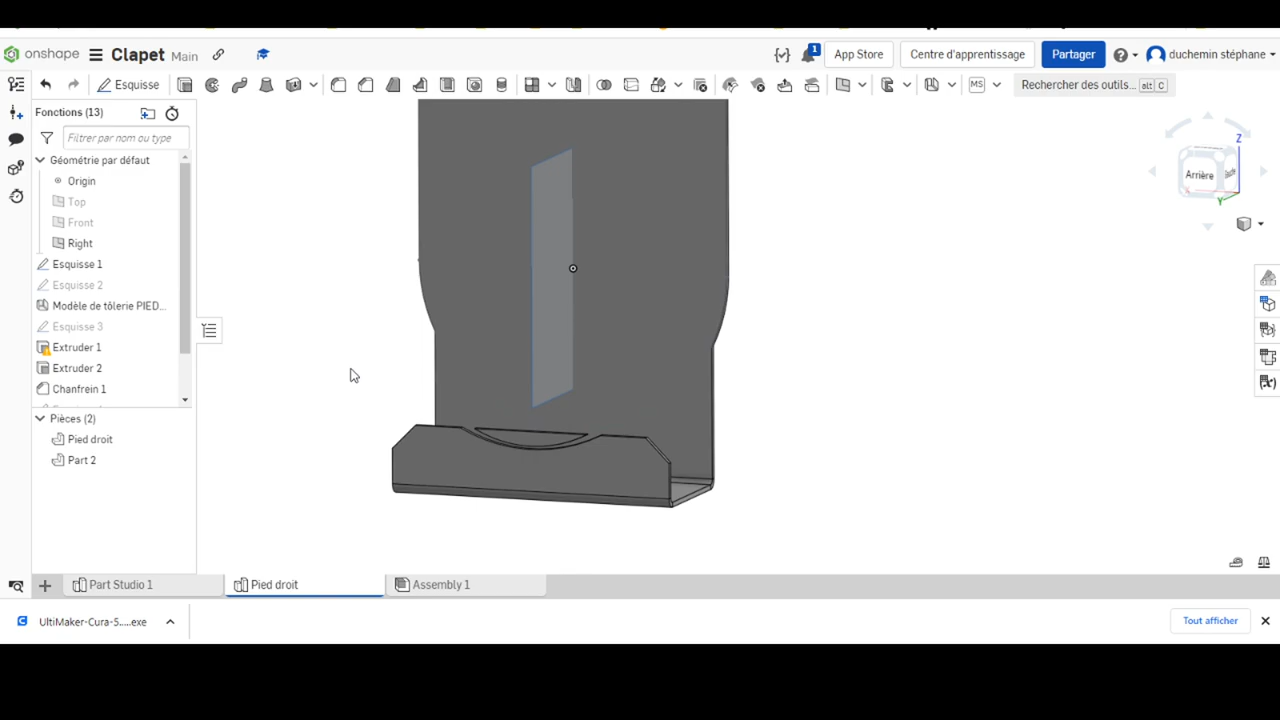 onshape Clapet Main
1 App Store Centre d'apprentissage Partager duchemin stéphane
Esquisse MS Rechercher des outils... alt C
Fonctions (13)
Filtrer par nom ou type
Géométrie par défaut
Origin
Top
Front
Right
Esquisse 1
Esquisse 2
Modèle de tôlerie PIED...
Esquisse 3
Extruder 1
Extruder 2
Chanfrein 1
Pièces (2)
Pied droit
Part 2
Z
Arrière
Y
Part Studio 1 Pied droit Assembly 1
UltiMaker-Cura-5.....exe Tout afficher